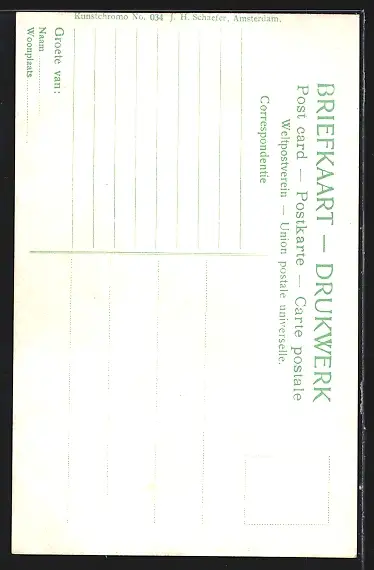 BRIEFKAART — DRUKWERK
Post card — Postkarte — Carte postale
Weltpostverein — Union postale universelle.
Correspondentie
Groete van:
Naam
Woonplaats
Kunstchromo No. 034 J. H. Schaefer, Amsterdam.